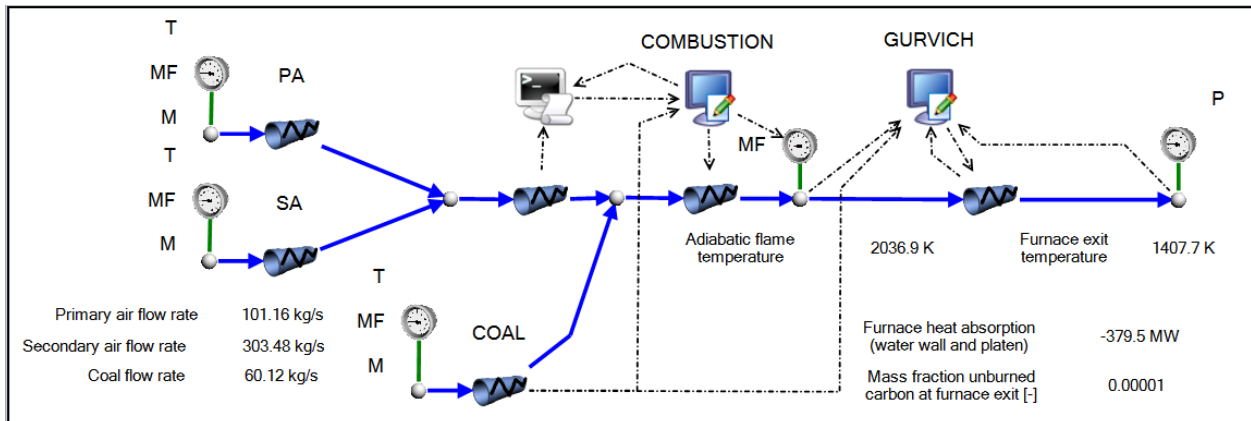 T
MF
M
PA
T
MF
M
SA
COMBUSTION
GURVICH
>_
MF
P
Adiabatic flame
temperature
2036.9 K
Furnace exit
temperature
1407.7 K
T
MF
M
COAL
Primary air flow rate 101.16 kg/s
Secondary air flow rate 303.48 kg/s
Coal flow rate 60.12 kg/s
Furnace heat absorption
(water wall and platen)
-379.5 MW
Mass fraction unburned
carbon at furnace exit [-]
0.00001